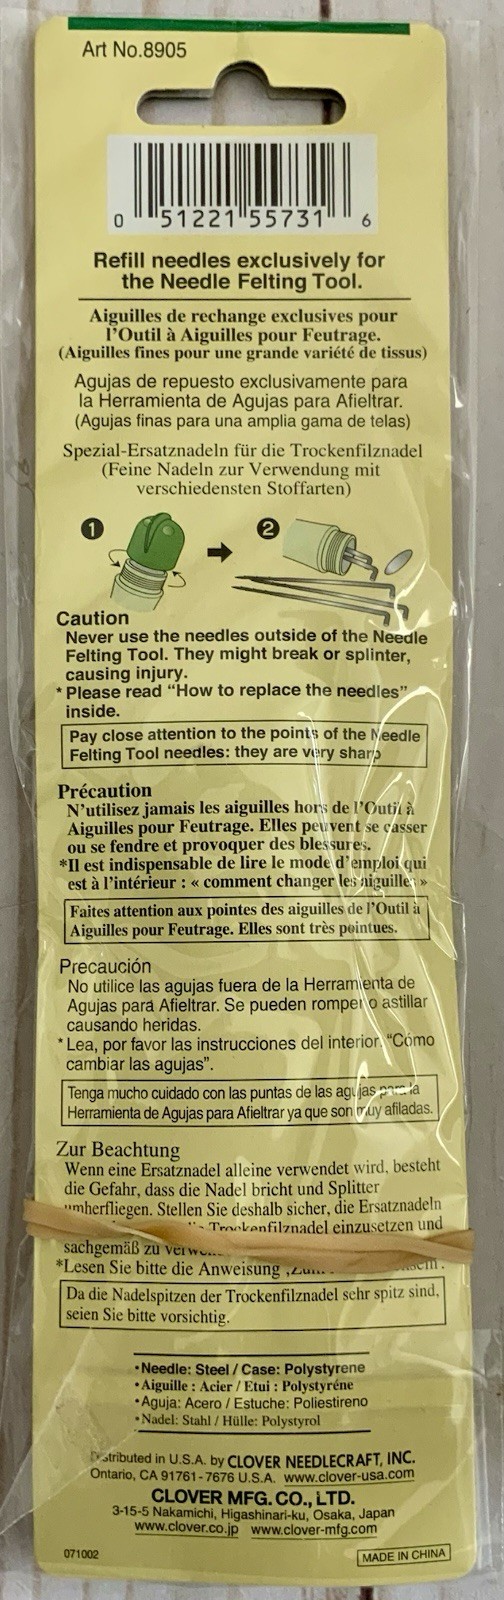 Art No.8905
0 51221 55731 6
Refill needles exclusively for
the Needle Felting Tool.
Aiguilles de rechange exclusives pour
l'Outil à Aiguilles pour Feutrage.
(Aiguilles fines pour une grande variété de tissus)
Agujas de repuesto exclusivamente para
la Herramienta de Agujas para Afieltrar.
(Agujas finas para una amplia gama de telas)
Spezial-Ersatznadeln für die Trockenfilznadel
(Feine Nadeln zur Verwendung mit
verschiedensten Stoffarten)
1 2
Caution
Never use the needles outside of the Needle
Felting Tool. They might break or splinter,
causing injury.
* Please read “How to replace the needles”
inside.
Pay close attention to the points of the Needle
Felting Tool needles: they are very sharp
Précaution
N'utilisez jamais les aiguilles hors de l'Outil à
Aiguilles pour Feutrage. Elles peuvent se casser
ou se fendre et provoquer des blessures.
*Il est indispensable de lire le mode d'emploi qui
est à l'intérieur : « comment changer les aiguilles »
Faites attention aux pointes des aiguilles de l'Outil à
Aiguilles pour Feutrage. Elles sont très pointues.
Precaución
No utilice las agujas fuera de la Herramienta de
Agujas para Afieltrar. Se pueden romper o astillar
causando heridas.
* Lea, por favor las instrucciones del interior, “Cómo
cambiar las agujas”.
Tenga mucho cuidado con las puntas de las agujas para la
Herramienta de Agujas para Afieltrar ya que son muy afiladas.
Zur Beachtung
Wenn eine Ersatznadel alleine verwendet wird, besteht
die Gefahr, dass die Nadel bricht und Splitter
umherfliegen. Stellen Sie deshalb sicher, die Ersatznadeln
Trockenfilznadel einzusetzen und
sachgemäß zu
*Lesen Sie bitte die Anweisung
Da die Nadelspitzen der Trockenfilznadel sehr spitz sind,
seien Sie bitte vorsichtig.
•Needle: Steel / Case: Polystyrene
•Aiguille : Acier / Etui : Polystyréne
•Aguja: Acero / Estuche: Poliestireno
•Nadel: Stahl / Hülle: Polystyrol
Distributed in U.S.A. by CLOVER NEEDLECRAFT, INC.
Ontario, CA 91761-7676 U.S.A. www.clover-usa.com
CLOVER MFG. CO., LTD.
3-15-5 Nakamichi, Higashinari-ku, Osaka, Japan
www.clover.co.jp www.clover-mfg.com
071002 MADE IN CHINA